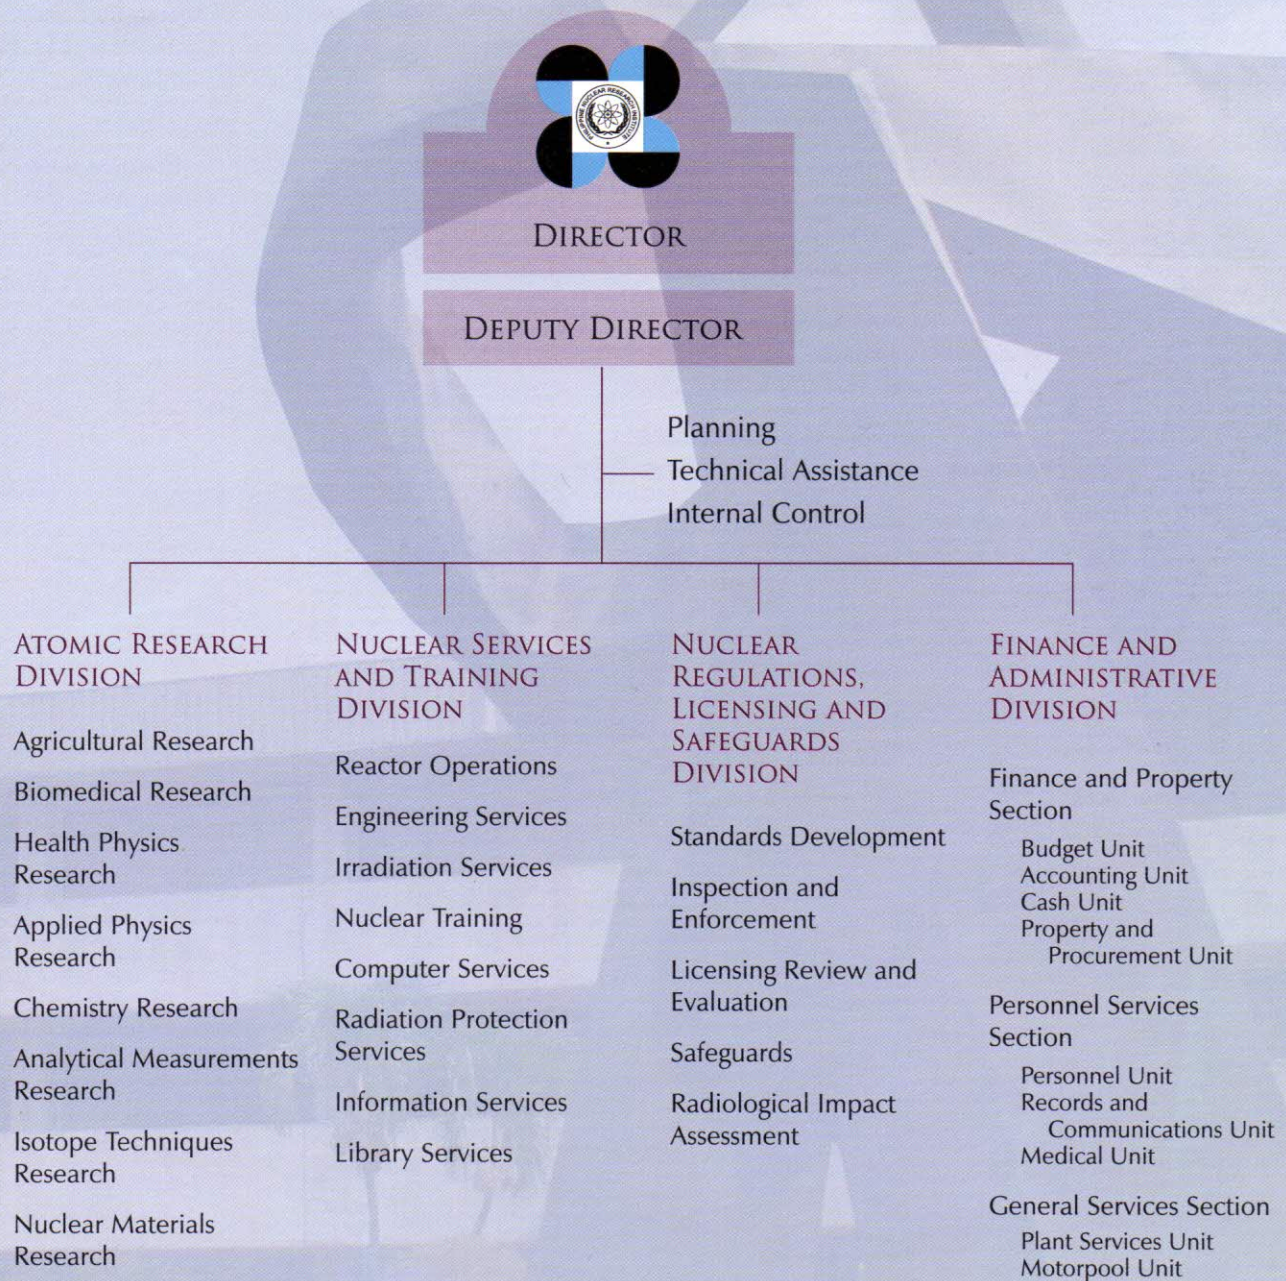 PHILIPPINE NUCLEAR RESEARCH INSTITUTE
DIRECTOR
DEPUTY DIRECTOR
Planning
Technical Assistance
Internal Control
ATOMIC RESEARCH
DIVISION
Agricultural Research
Biomedical Research
Health Physics
Research
Applied Physics
Research
Chemistry Research
Analytical Measurements
Research
Isotope Techniques
Research
Nuclear Materials
Research
NUCLEAR SERVICES
AND TRAINING
DIVISION
Reactor Operations
Engineering Services
Irradiation Services
Nuclear Training
Computer Services
Radiation Protection
Services
Information Services
Library Services
NUCLEAR
REGULATIONS,
LICENSING AND
SAFEGUARDS
DIVISION
Standards Development
Inspection and
Enforcement
Licensing Review and
Evaluation
Safeguards
Radiological Impact
Assessment
FINANCE AND
ADMINISTRATIVE
DIVISION
Finance and Property
Section
Budget Unit
Accounting Unit
Cash Unit
Property and
Procurement Unit
Personnel Services
Section
Personnel Unit
Records and
Communications Unit
Medical Unit
General Services Section
Plant Services Unit
Motorpool Unit